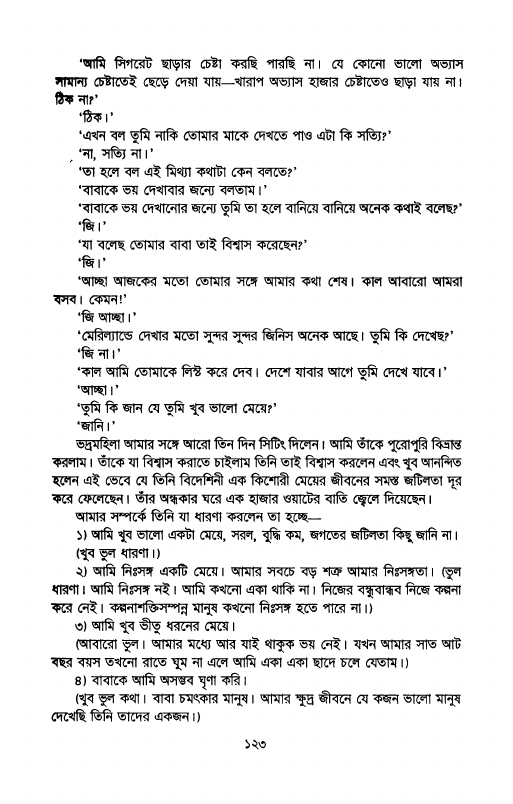 ‘আমি সিগরেট ছাড়ার চেষ্টা করছি পারছি না। যে কোনো ভালো অভ্যাস
সামান্য চেষ্টাতেই ছেড়ে দেয়া যায়—খারাপ অভ্যাস হাজার চেষ্টাতেও ছাড়া যায় না।
ঠিক না?’
‘ঠিক।’
‘এখন বল তুমি নাকি তোমার মাকে দেখতে পাও এটা কি সত্যি?’
‘না, সত্যি না।’
‘তা হলে বল এই মিথ্যা কথাটা কেন বলতে?’
‘বাবাকে ভয় দেখাবার জন্যে বলতাম।’
‘বাবাকে ভয় দেখানোর জন্যে তুমি তা হলে বানিয়ে বানিয়ে অনেক কথাই বলেছ?’
‘জি।’
‘যা বলেছ তোমার বাবা তাই বিশ্বাস করেছেন?’
‘জি।’
‘আচ্ছা আজকের মতো তোমার সঙ্গে আমার কথা শেষ। কাল আবারো আমরা
বসব। কেমন!’
‘জি আচ্ছা।’
‘মেরিল্যান্ডে দেখার মতো সুন্দর সুন্দর জিনিস অনেক আছে। তুমি কি দেখেছ?’
‘জি না।’
‘কাল আমি তোমাকে লিস্ট করে দেব। দেশে যাবার আগে তুমি দেখে যাবে।’
‘আচ্ছা।’
‘তুমি কি জান যে তুমি খুব ভালো মেয়ে?’
‘জানি।’
ভদ্রমহিলা আমার সঙ্গে আরো তিন দিন সিটিং দিলেন। আমি তাঁকে পুরোপুরি বিভ্রান্ত
করলাম। তাঁকে যা বিশ্বাস করাতে চাইলাম তিনি তাই বিশ্বাস করলেন এবং খুব আনন্দিত
হলেন এই ভেবে যে তিনি বিদেশিনী এক কিশোরী মেয়ের জীবনের সমস্ত জটিলতা দূর
করে ফেলেছেন। তাঁর অন্ধকার ঘরে এক হাজার ওয়াটের বাতি জ্বেলে দিয়েছেন।
আমার সম্পর্কে তিনি যা ধারণা করলেন তা হচ্ছে—
১) আমি খুব ভালো একটা মেয়ে, সরল, বুদ্ধি কম, জগতের জটিলতা কিছু জানি না।
(খুব ভুল ধারণা।)
২) আমি নিঃসঙ্গ একটি মেয়ে। আমার সবচে বড় শত্রু আমার নিঃসঙ্গতা। (ভুল
ধারণা। আমি নিঃসঙ্গ নই। আমি কখনো একা থাকি না। নিজের বন্ধুবান্ধব নিজে কল্পনা
করে নেই। কল্পনাশক্তিসম্পন্ন মানুষ কখনো নিঃসঙ্গ হতে পারে না।)
৩) আমি খুব ভীতু ধরনের মেয়ে।
(আবারো ভুল। আমার মধ্যে আর যাই থাকুক ভয় নেই। যখন আমার সাত আট
বছর বয়স তখনো রাতে ঘুম না এলে আমি একা একা ছাদে চলে যেতাম।)
৪) বাবাকে আমি অসম্ভব ঘৃণা করি।
(খুব ভুল কথা। বাবা চমৎকার মানুষ। আমার ক্ষুদ্র জীবনে যে কজন ভালো মানুষ
দেখেছি তিনি তাদের একজন।)
১২৩